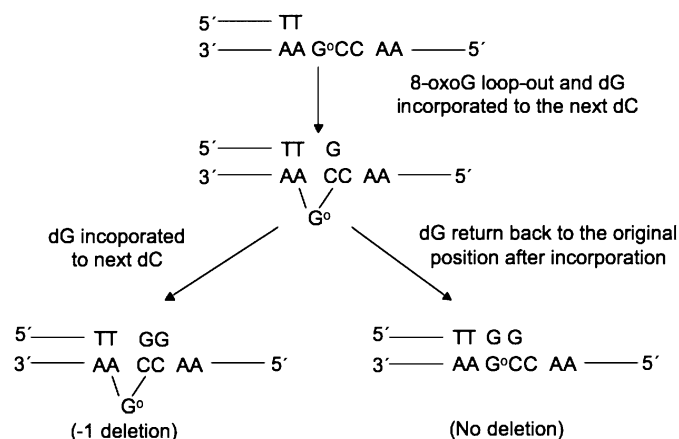 5´ TT
3´ AA GºCC AA 5´
8-oxoG loop-out and dG
incorporated to the next dC
5´ TT G
3´ AA CC AA 5´
Gº
dG incoporated
to next dC
dG return back to the original
position after incorporation
5´ TT GG
3´ AA CC AA 5´
Gº
(-1 deletion)
5´ TT G G
3´ AA GºCC AA 5´
(No deletion)